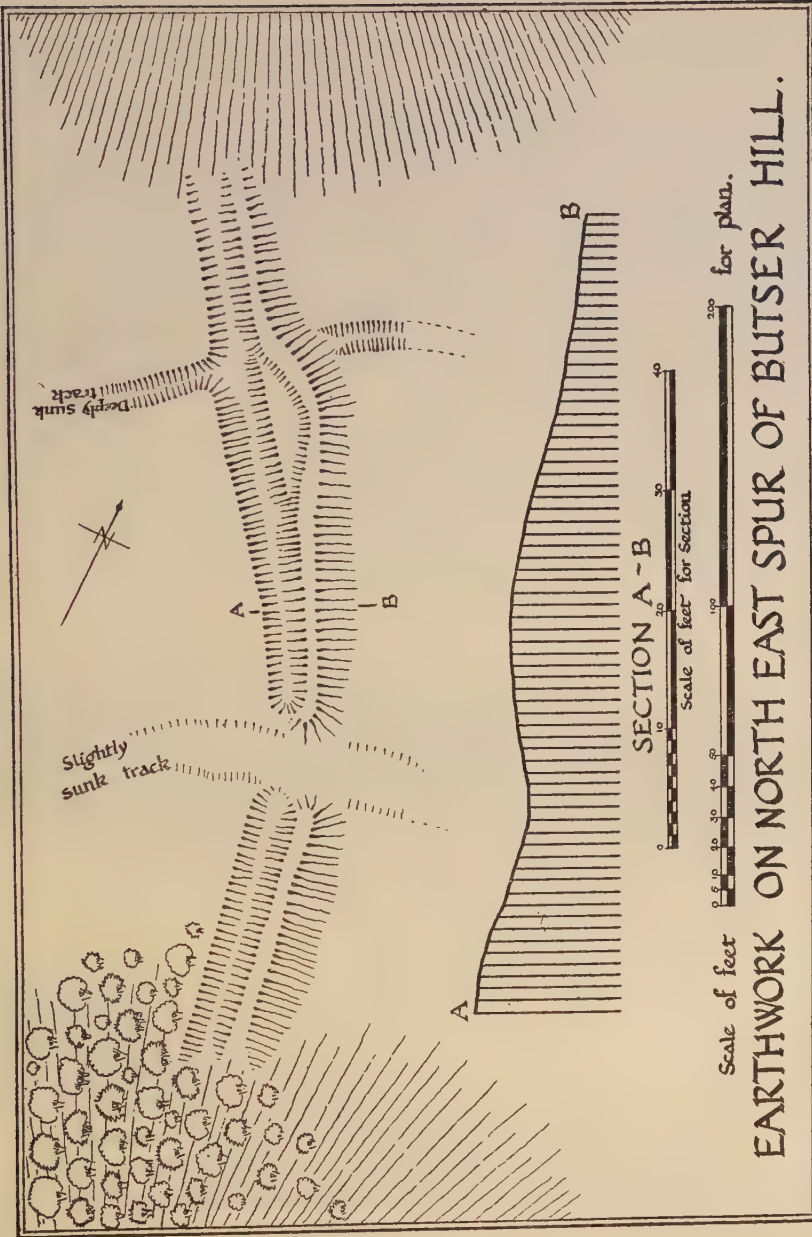 Deeply sunk
track
N
Slightly
sunk track
A
B
A
B
SECTION A-B
0 10 20 30 40
Scale of feet for Section
Scale of feet for plan.
0 5 10 20 30 40 50 100 200
EARTHWORK ON NORTH EAST SPUR OF BUTSER HILL.